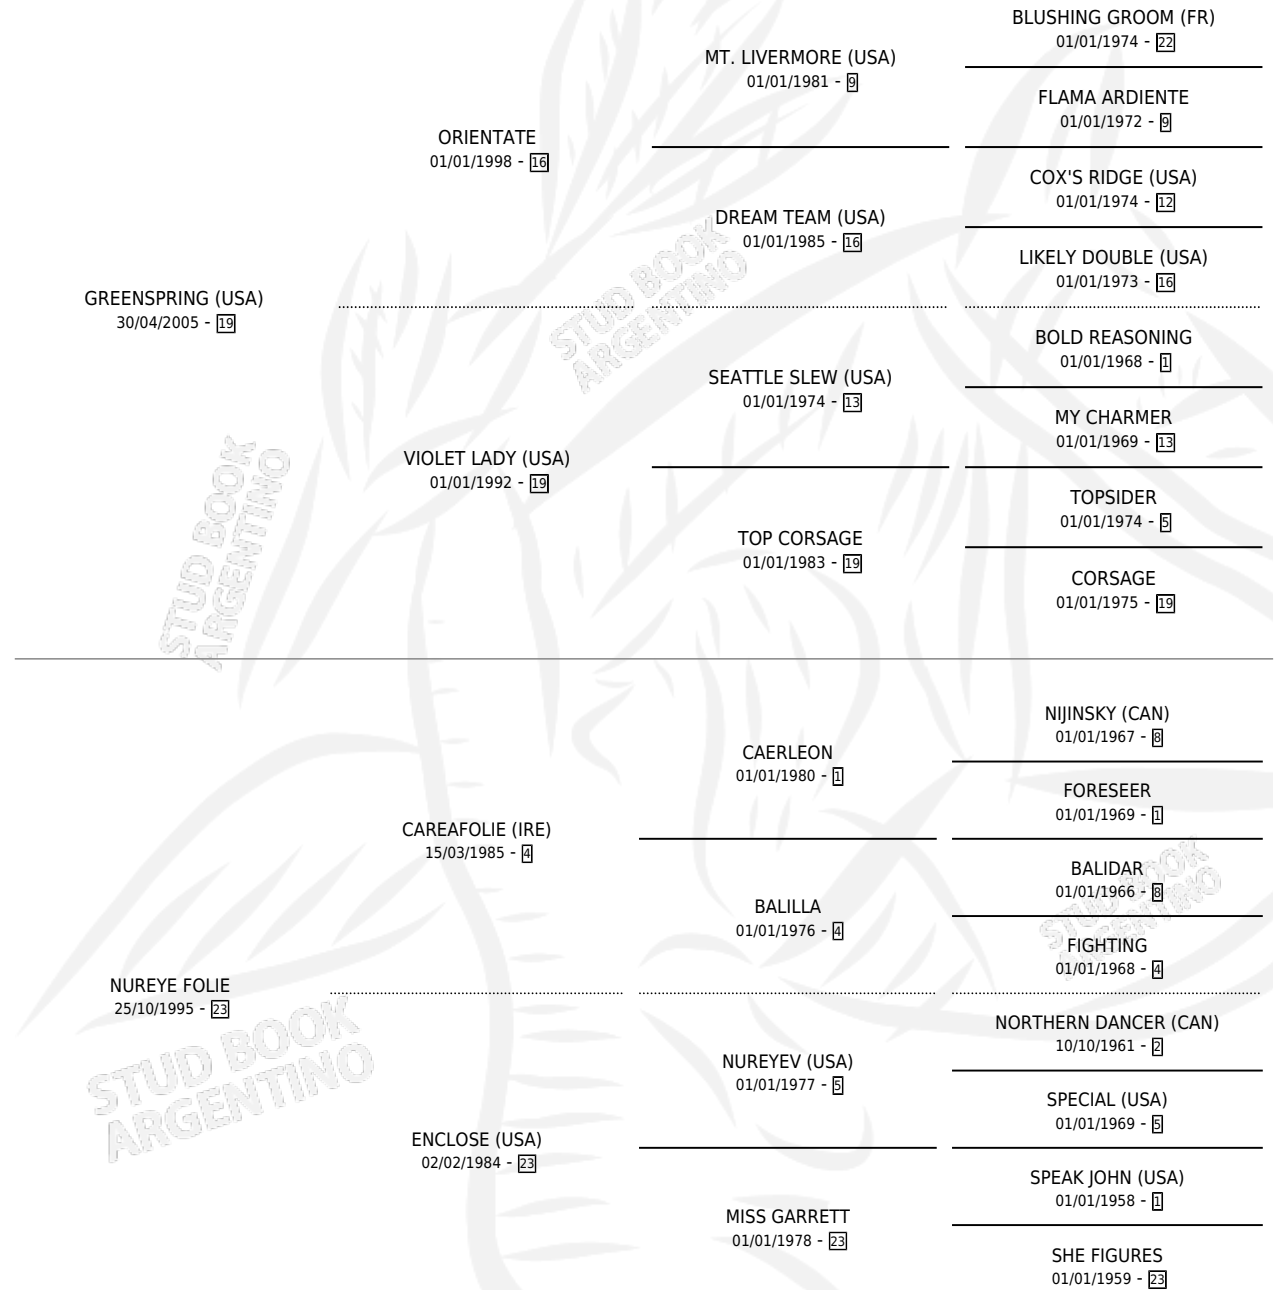 BLUSHING GROOM (FR)
01/01/1974 - 22
MT. LIVERMORE (USA)
01/01/1981 - 9
FLAMA ARDIENTE
01/01/1972 - 9
ORIENTATE
01/01/1998 - 16
COX'S RIDGE (USA)
01/01/1974 - 12
DREAM TEAM (USA)
01/01/1985 - 16
LIKELY DOUBLE (USA)
01/01/1973 - 16
GREENSPRING (USA)
30/04/2005 - 19
STUD BOOK
ARGENTINO
BOLD REASONING
01/01/1968 - 1
SEATTLE SLEW (USA)
01/01/1974 - 13
MY CHARMER
01/01/1969 - 13
VIOLET LADY (USA)
01/01/1992 - 19
TOPSIDER
01/01/1974 - 5
TOP CORSAGE
01/01/1983 - 19
CORSAGE
01/01/1975 - 19
STUD BOOK
ARGENTINO
NIJINSKY (CAN)
01/01/1967 - 8
CAERLEON
01/01/1980 - 1
FORESEER
01/01/1969 - 1
CAREAFOLIE (IRE)
15/03/1985 - 4
BALIDAR
01/01/1966 - 8
BALILLA
01/01/1976 - 4
FIGHTING
01/01/1968 - 4
STUD BOOK
ARGENTINO
NUREYE FOLIE
25/10/1995 - 23
NORTHERN DANCER (CAN)
10/10/1961 - 2
NUREYEV (USA)
01/01/1977 - 5
SPECIAL (USA)
01/01/1969 - 5
STUD BOOK
ARGENTINO
ENCLOSE (USA)
02/02/1984 - 23
SPEAK JOHN (USA)
01/01/1958 - 1
MISS GARRETT
01/01/1978 - 23
SHE FIGURES
01/01/1959 - 23